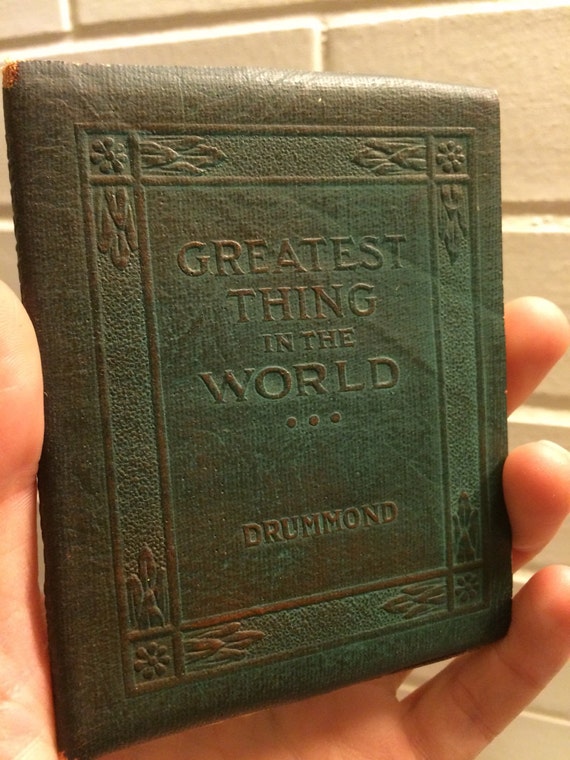 GREATEST
THING
IN THE
WORLD
...
DRUMMOND